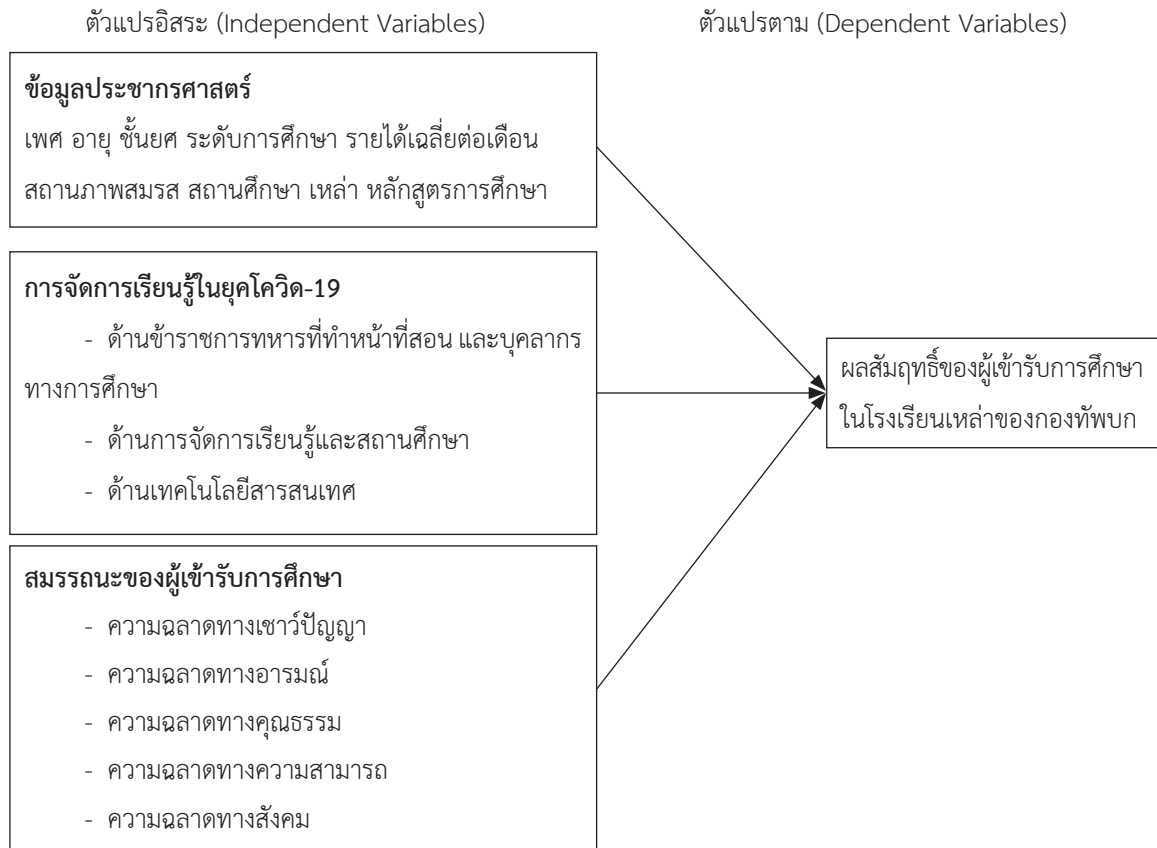 ตัวแปรอิสระ (Independent Variables)
ตัวแปรตาม (Dependent Variables)
ข้อมูลประชากรศาสตร์
เพศ อายุ ชั้นยศ ระดับการศึกษา รายได้เฉลี่ยต่อเดือน
สถานภาพสมรส สถานศึกษา เหล่า หลักสูตรการศึกษา
การจัดการเรียนรู้ในยุคโควิด-19
- ด้านข้าราชการทหารที่ทำหน้าที่สอน และบุคลากร
ทางการศึกษา
- ด้านการจัดการเรียนรู้และสถานศึกษา
- ด้านเทคโนโลยีสารสนเทศ
สมรรถนะของผู้เข้ารับการศึกษา
- ความฉลาดทางเชาว์ปัญญา
- ความฉลาดทางอารมณ์
- ความฉลาดทางคุณธรรม
- ความฉลาดทางความสามารถ
- ความฉลาดทางสังคม
ผลสัมฤทธิ์ของผู้เข้ารับการศึกษา
ในโรงเรียนเหล่าของกองทัพบก